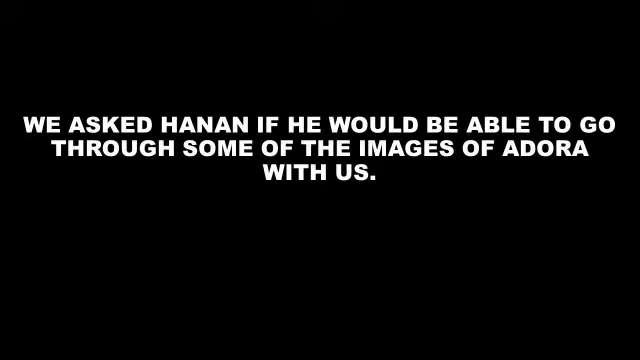 WE ASKED HANAN IF HE WOULD BE ABLE TO GO
THROUGH SOME OF THE IMAGES OF ADORA
WITH US.